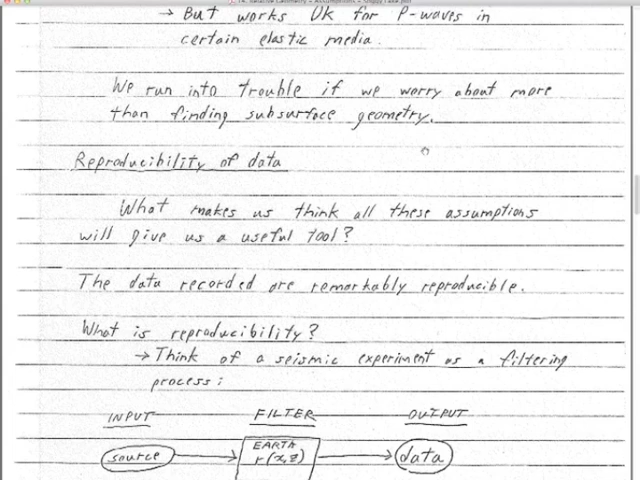 → But works OK for P-waves in
certain elastic media.
We run into trouble if we worry about more
than finding subsurface geometry.
Reproducibility of data
What makes us think all these assumptions
will give us a useful tool?
The data recorded are remarkably reproducible.
What is reproducibility?
→ Think of a seismic experiment as a filtering
process:
INPUT FILTER OUTPUT
source → EARTH → data
r(x,z)